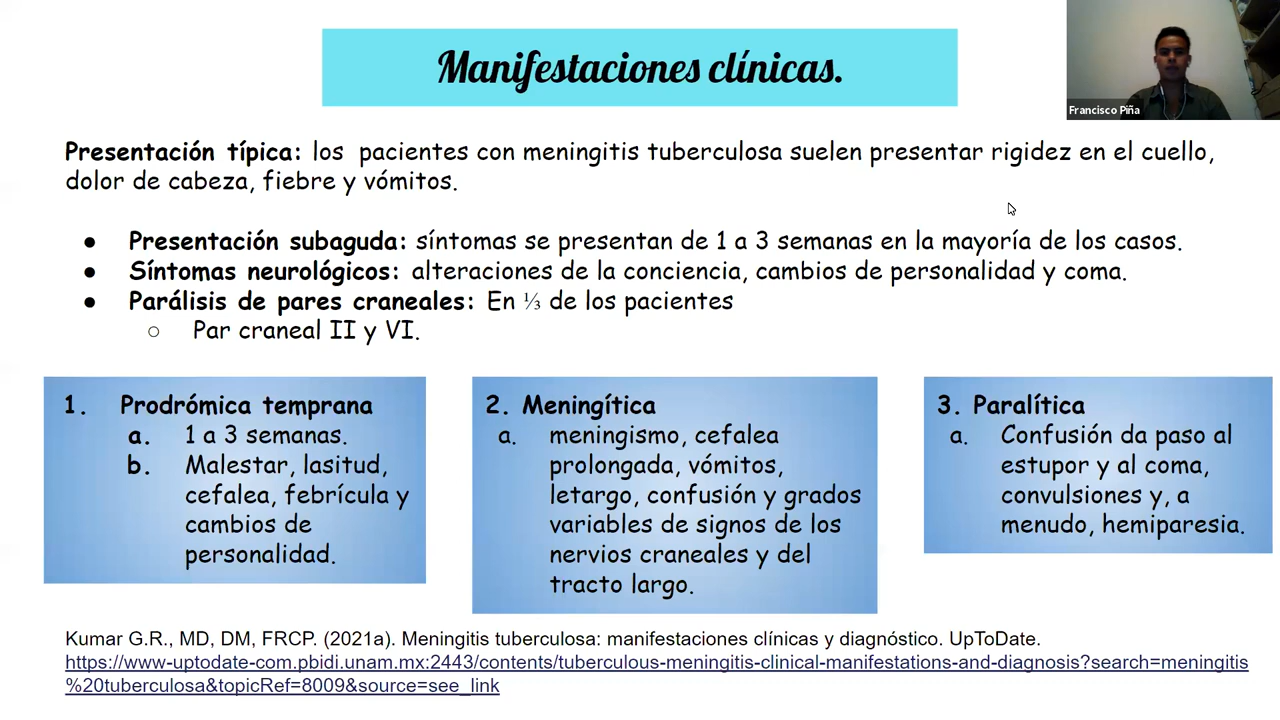 Manifestaciones clínicas.
Francisco Piña
Presentación típica: los pacientes con meningitis tuberculosa suelen presentar rigidez en el cuello,
dolor de cabeza, fiebre y vómitos.
● Presentación subaguda: síntomas se presentan de 1 a 3 semanas en la mayoría de los casos.
● Síntomas neurológicos: alteraciones de la conciencia, cambios de personalidad y coma.
● Parálisis de pares craneales: En ⅓ de los pacientes
○ Par craneal II y VI.
1. Prodrómica temprana
a. 1 a 3 semanas.
b. Malestar, lasitud,
cefalea, febrícula y
cambios de
personalidad.
2. Meningítica
a. meningismo, cefalea
prolongada, vómitos,
letargo, confusión y grados
variables de signos de los
nervios craneales y del
tracto largo.
3. Paralítica
a. Confusión da paso al
estupor y al coma,
convulsiones y, a
menudo, hemiparesia.
Kumar G.R., MD, DM, FRCP. (2021a). Meningitis tuberculosa: manifestaciones clínicas y diagnóstico. UpToDate.
https://www-uptodate-com.pbidi.unam.mx:2443/contents/tuberculous-meningitis-clinical-manifestations-and-diagnosis?search=meningitis
%20tuberculosa&topicRef=8009&source=see_link